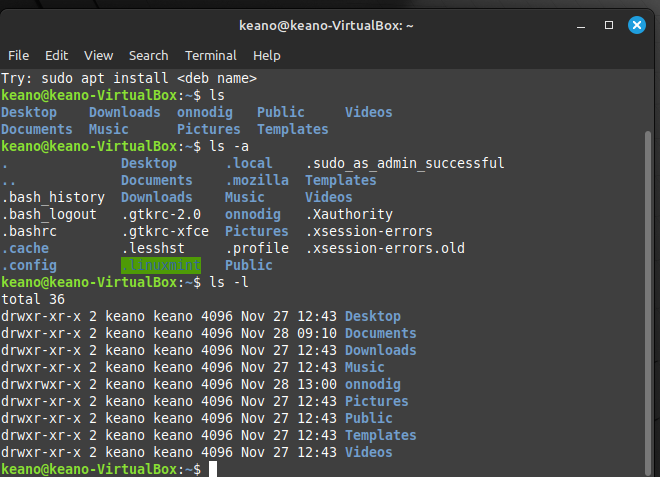 keano@keano-VirtualBox: ~
File Edit View Search Terminal Help
Try: sudo apt install <deb name>
keano@keano-VirtualBox:~$ ls
Desktop    Downloads  onnodig   Public     Videos
Documents  Music      Pictures  Templates
keano@keano-VirtualBox:~$ ls -a
.              Desktop      .local    .sudo_as_admin_successful
..             Documents    .mozilla  Templates
.bash_history  Downloads    Music     Videos
.bash_logout   .gtkrc-2.0   onnodig   .Xauthority
.bashrc        .gtkrc-xfce  Pictures  .xsession-errors
.cache         .lesshst     .profile  .xsession-errors.old
.config        .linuxmint   Public
keano@keano-VirtualBox:~$ ls -l
total 36
drwxr-xr-x 2 keano keano 4096 Nov 27 12:43 Desktop
drwxr-xr-x 2 keano keano 4096 Nov 28 09:10 Documents
drwxr-xr-x 2 keano keano 4096 Nov 27 12:43 Downloads
drwxr-xr-x 2 keano keano 4096 Nov 27 12:43 Music
drwxrwxr-x 2 keano keano 4096 Nov 28 13:00 onnodig
drwxr-xr-x 2 keano keano 4096 Nov 27 12:43 Pictures
drwxr-xr-x 2 keano keano 4096 Nov 27 12:43 Public
drwxr-xr-x 2 keano keano 4096 Nov 27 12:43 Templates
drwxr-xr-x 2 keano keano 4096 Nov 27 12:43 Videos
keano@keano-VirtualBox:~$